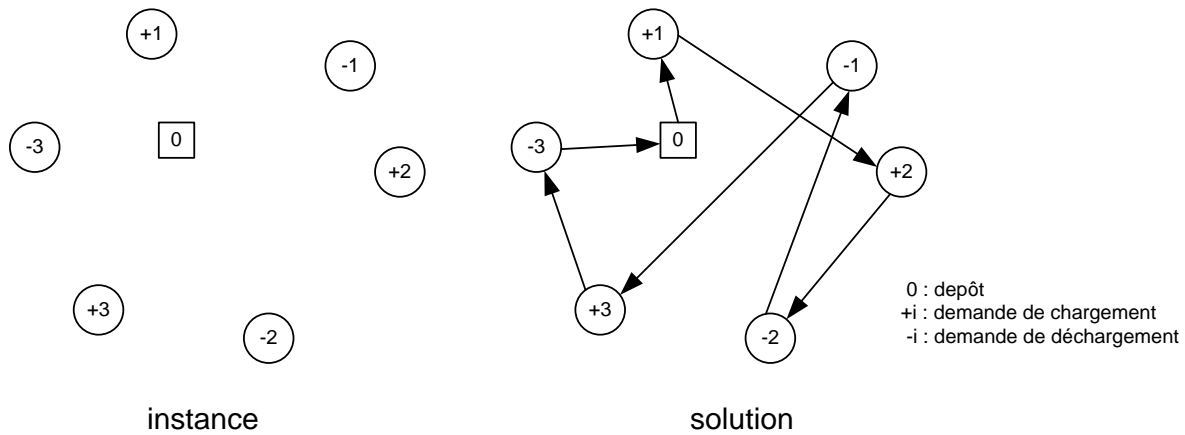 +1
-1
-3
0
+2
+3
-2
instance
+1
-1
-3
0
+2
+3
-2
solution
0 : depôt
+i : demande de chargement
-i : demande de déchargement